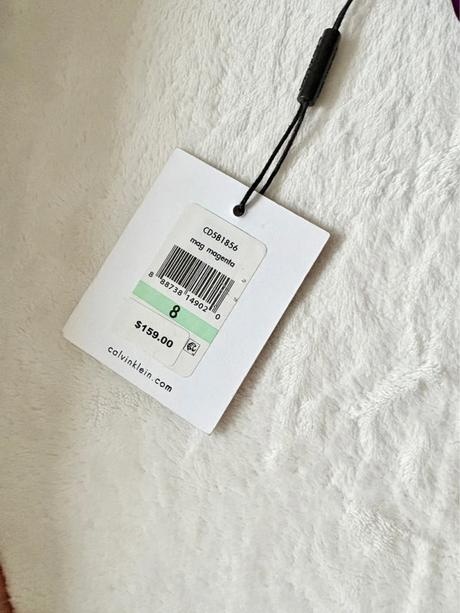 CD5B1856
mag magenta
8 88738 14902 0
8
$159.00
calvinklein.com